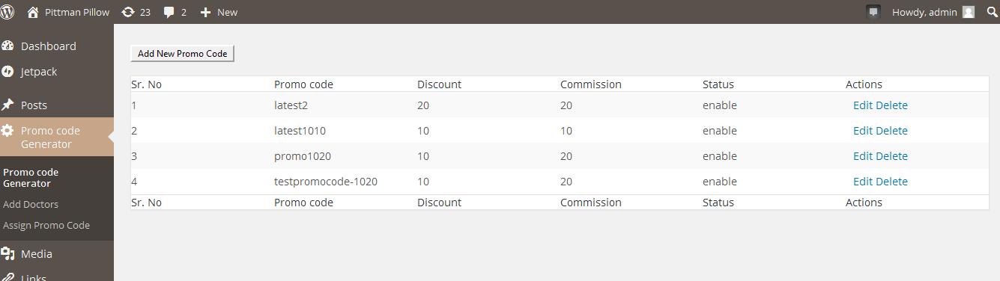 Pittman Pillow 23 2 New Howdy, admin
Dashboard
Jetpack
Posts
Promo code
Generator
Promo code
Generator
Add Doctors
Assign Promo Code
Media
Links
Add New Promo Code
Sr. No Promo code Discount Commission Status Actions
1 latest2 20 20 enable Edit Delete
2 latest1010 10 10 enable Edit Delete
3 promo1020 10 20 enable Edit Delete
4 testpromocode-1020 10 20 enable Edit Delete
Sr. No Promo code Discount Commission Status Actions